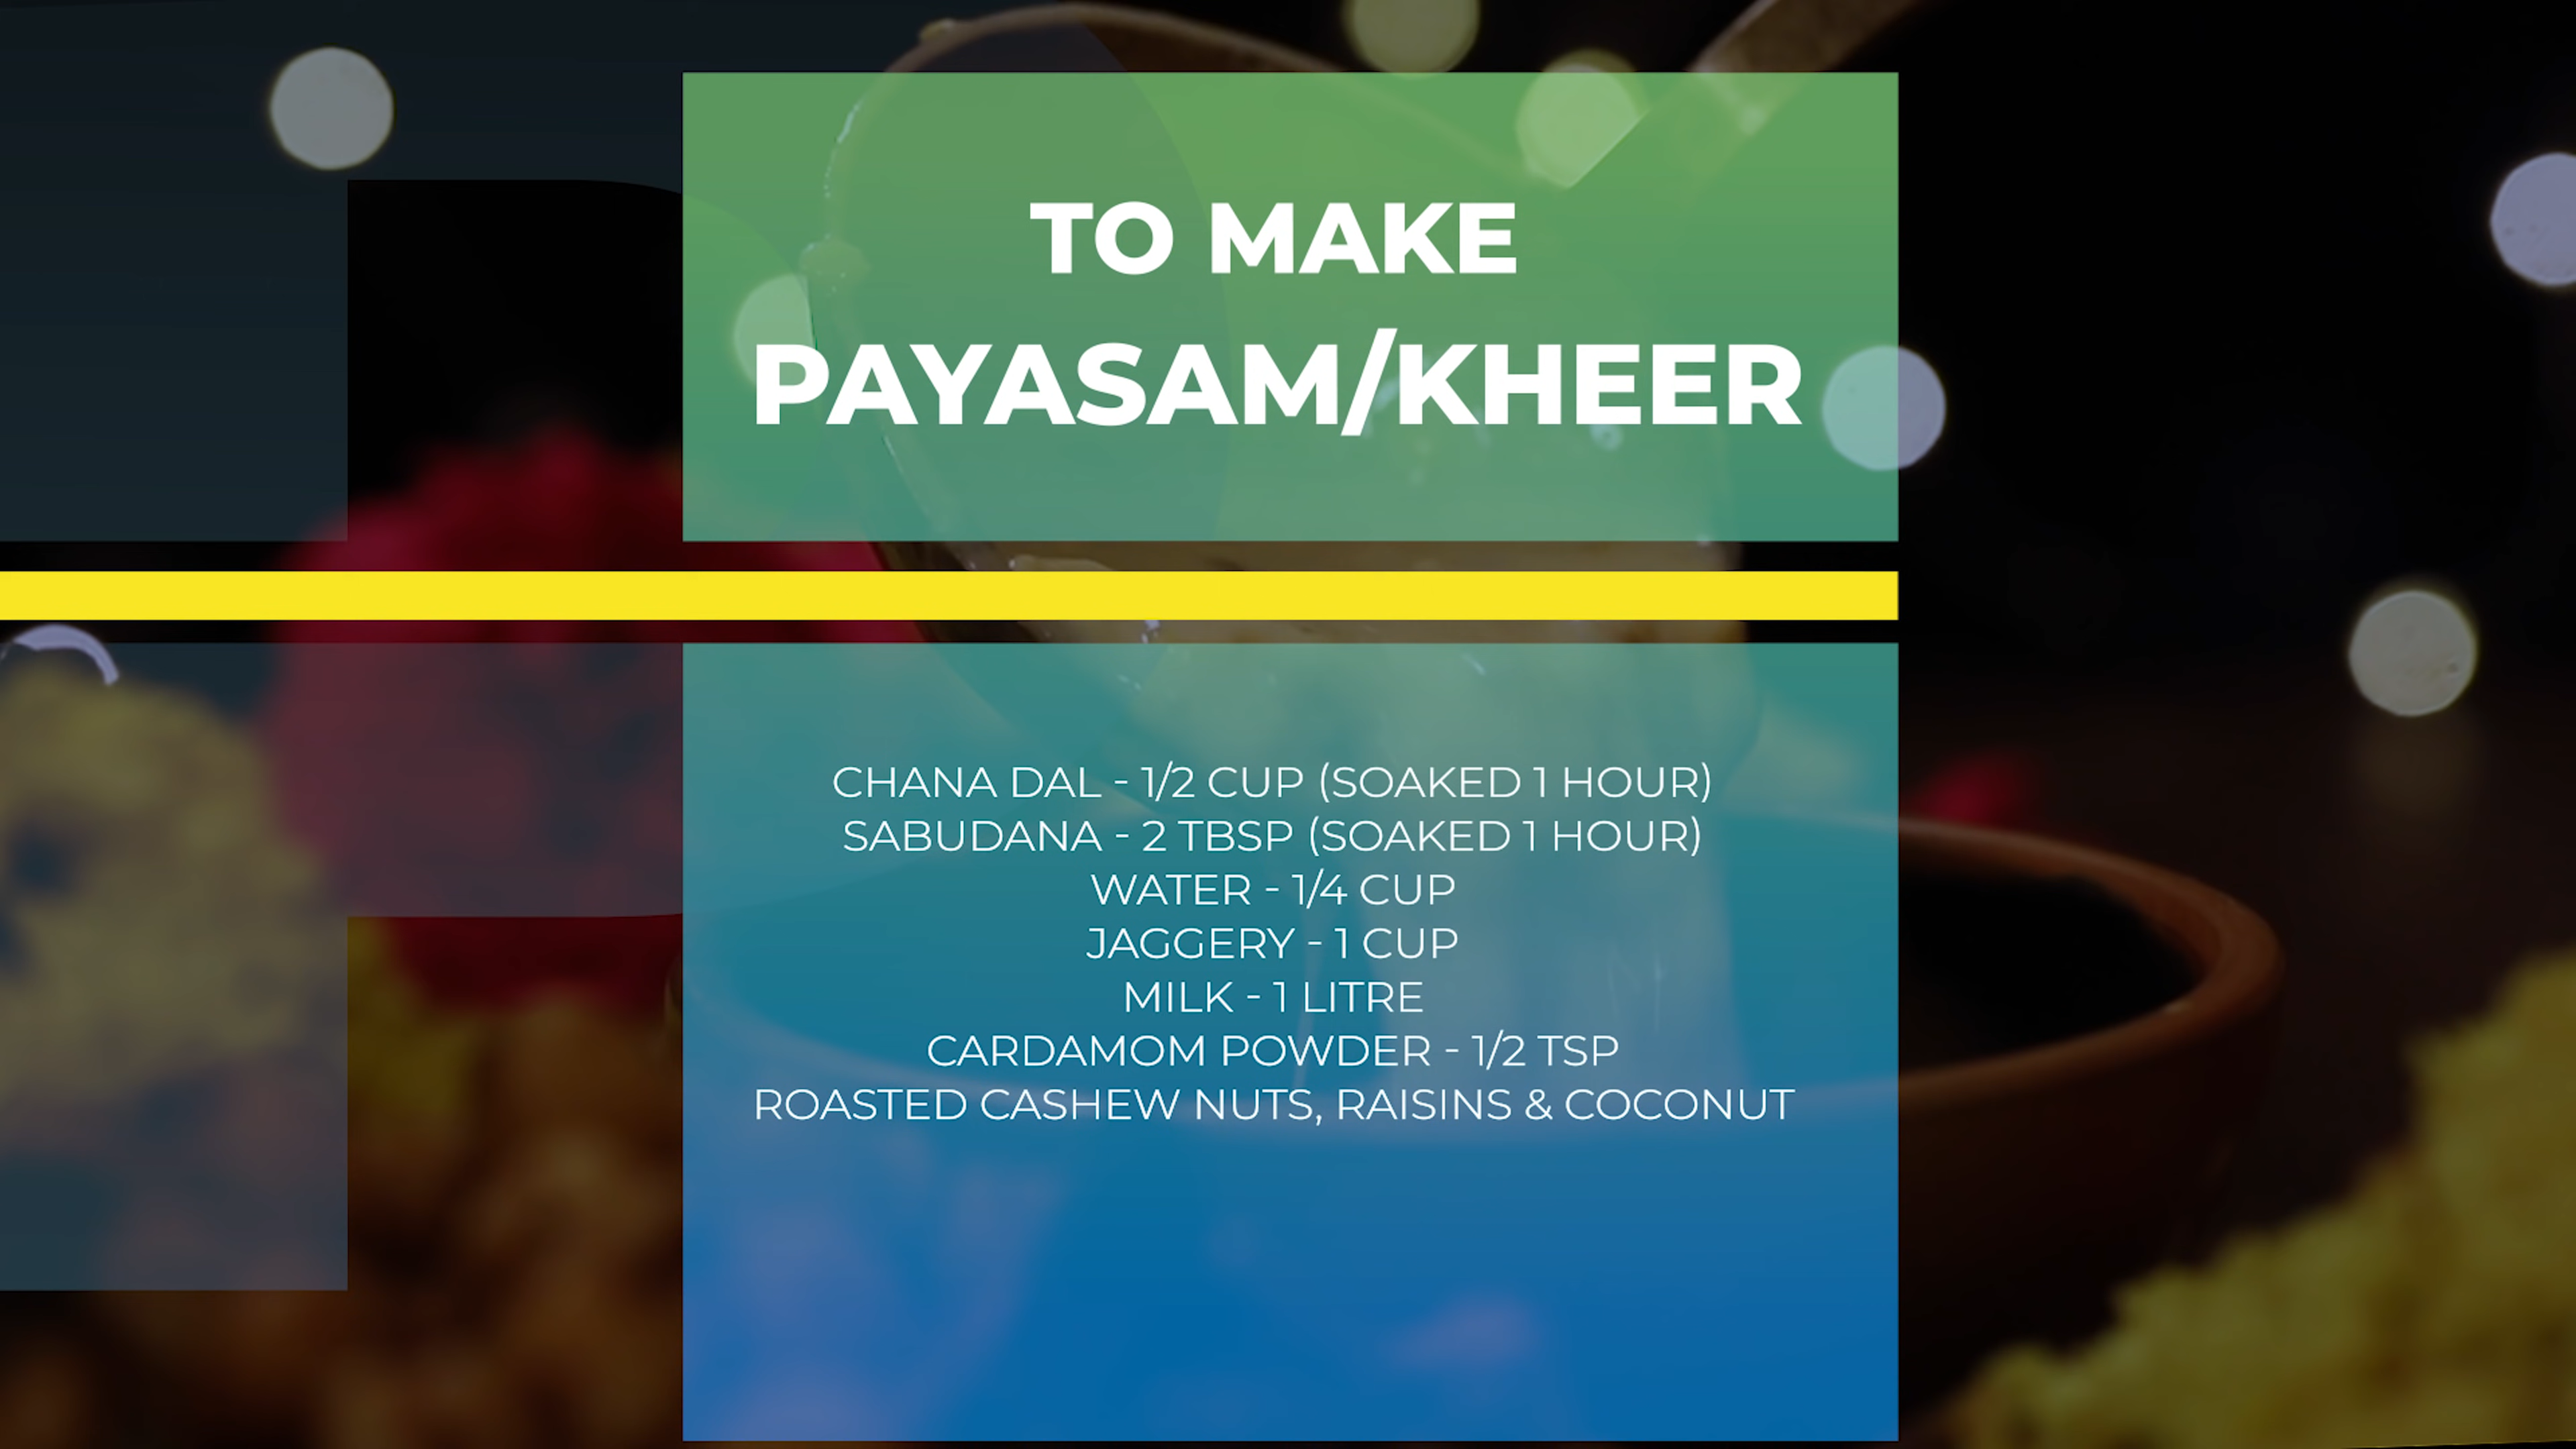 TO MAKE
PAYASAM/KHEER
CHANA DAL - 1/2 CUP (SOAKED 1 HOUR)
SABUDANA - 2 TBSP (SOAKED 1 HOUR)
WATER - 1/4 CUP
JAGGERY - 1 CUP
MILK - 1 LITRE
CARDAMOM POWDER - 1/2 TSP
ROASTED CASHEW NUTS, RAISINS & COCONUT